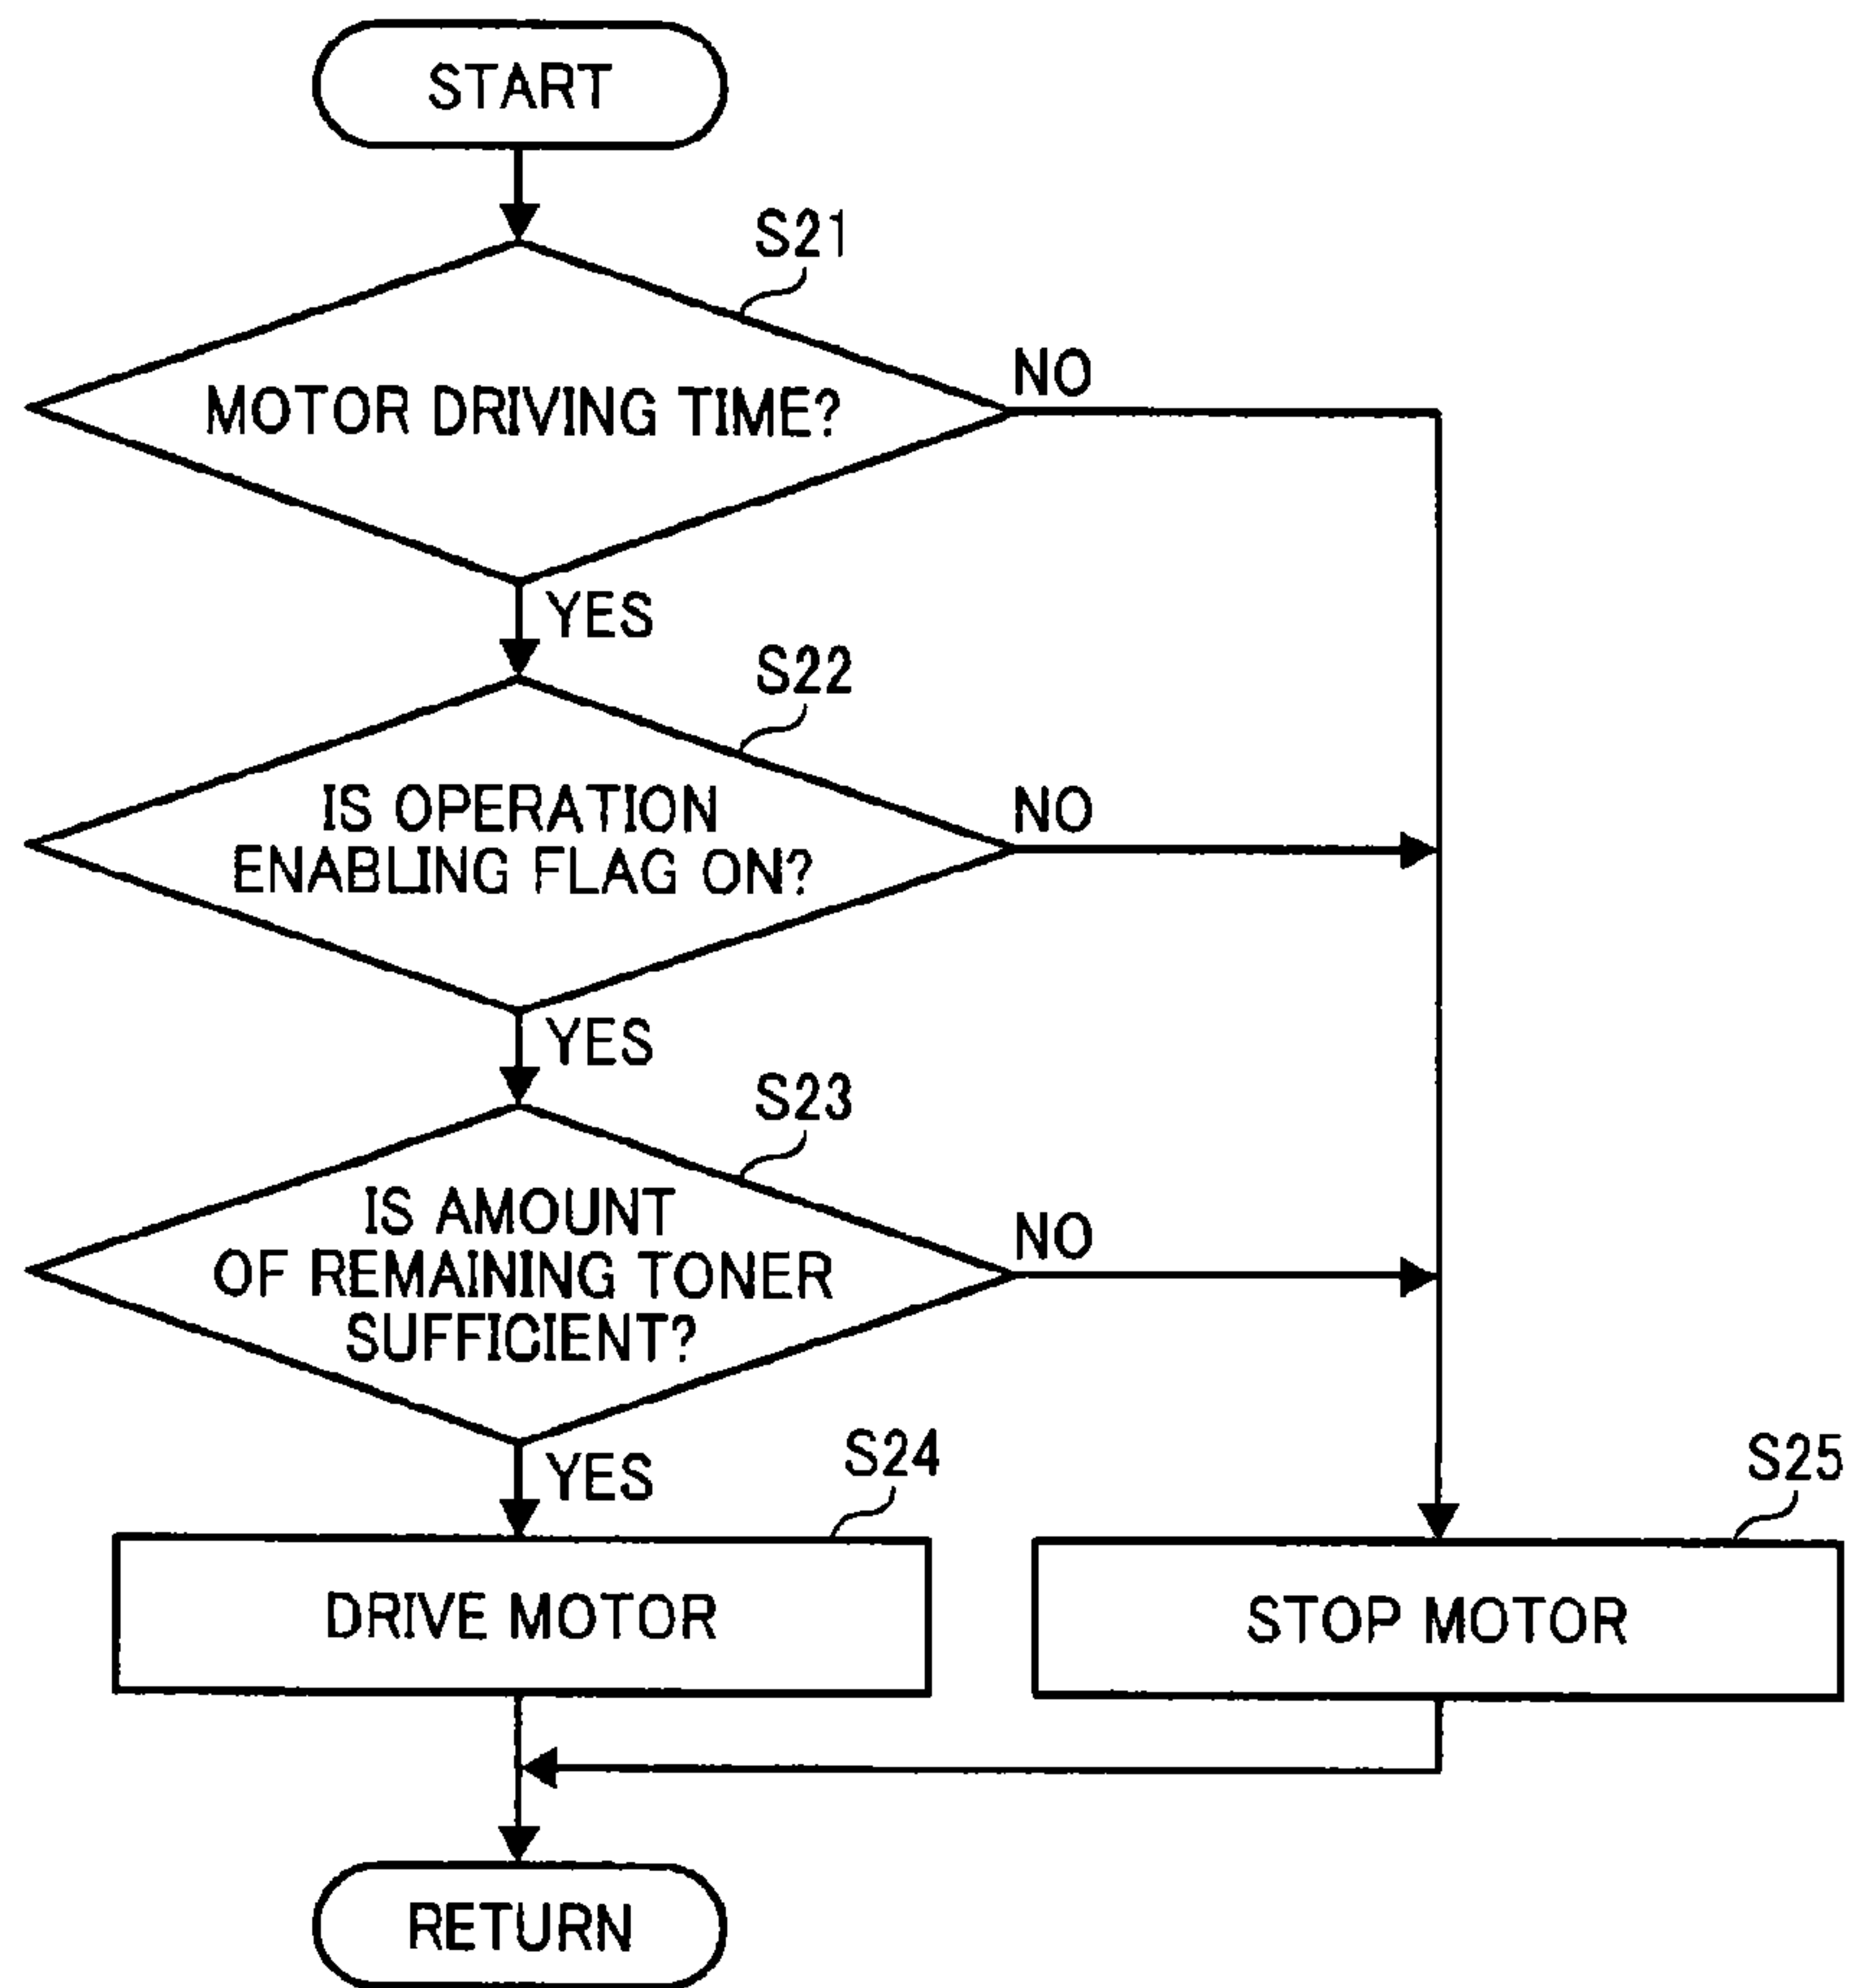 START
S21
MOTOR DRIVING TIME?
NO
YES
S22
IS OPERATION
ENABLING FLAG ON?
NO
YES
S23
IS AMOUNT
OF REMAINING TONER
SUFFICIENT?
NO
YES
S24
DRIVE MOTOR
S25
STOP MOTOR
RETURN